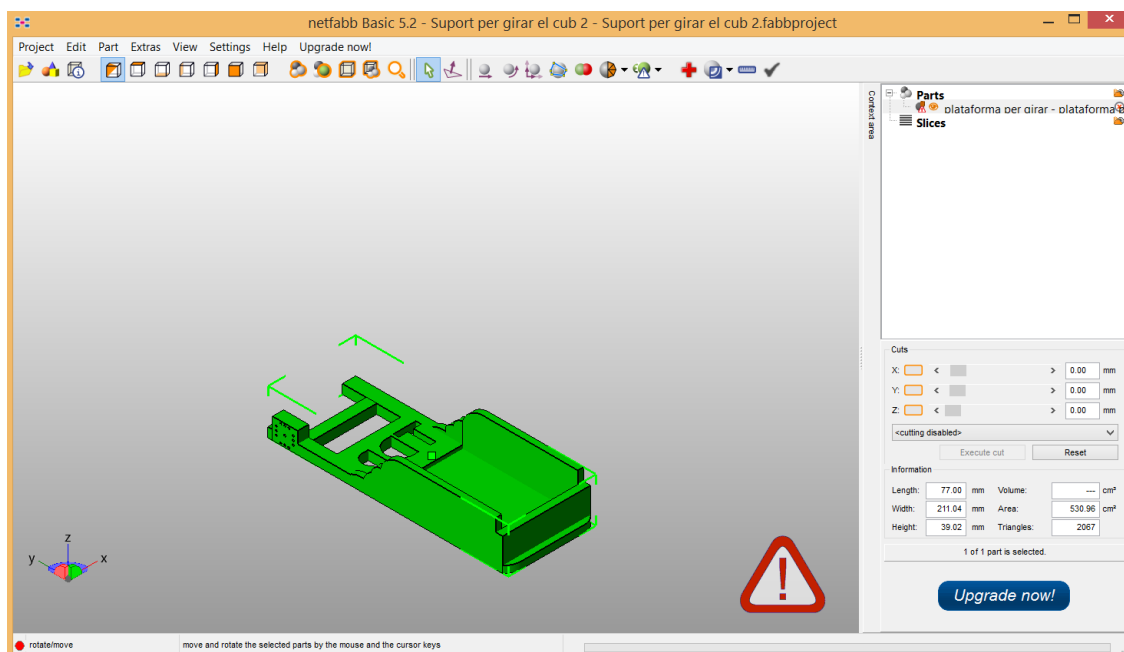 netfabb Basic 5.2 - Suport per girar el cub 2 - Suport per girar el cub 2.fabbproject
Project Edit Part Extras View Settings Help Upgrade now!
Context area
Parts
plataforma per girar - plataforma
Slices
Cuts
X: < > 0.00 mm
Y: < > 0.00 mm
Z: < > 0.00 mm
<cutting disabled>
Execute cut Reset
Information
Length: 77.00 mm Volume: --- cm³
Width: 211.04 mm Area: 530.96 cm²
Height: 39.02 mm Triangles: 2067
1 of 1 part is selected.
Upgrade now!
z
y x
rotate/move move and rotate the selected parts by the mouse and the cursor keys